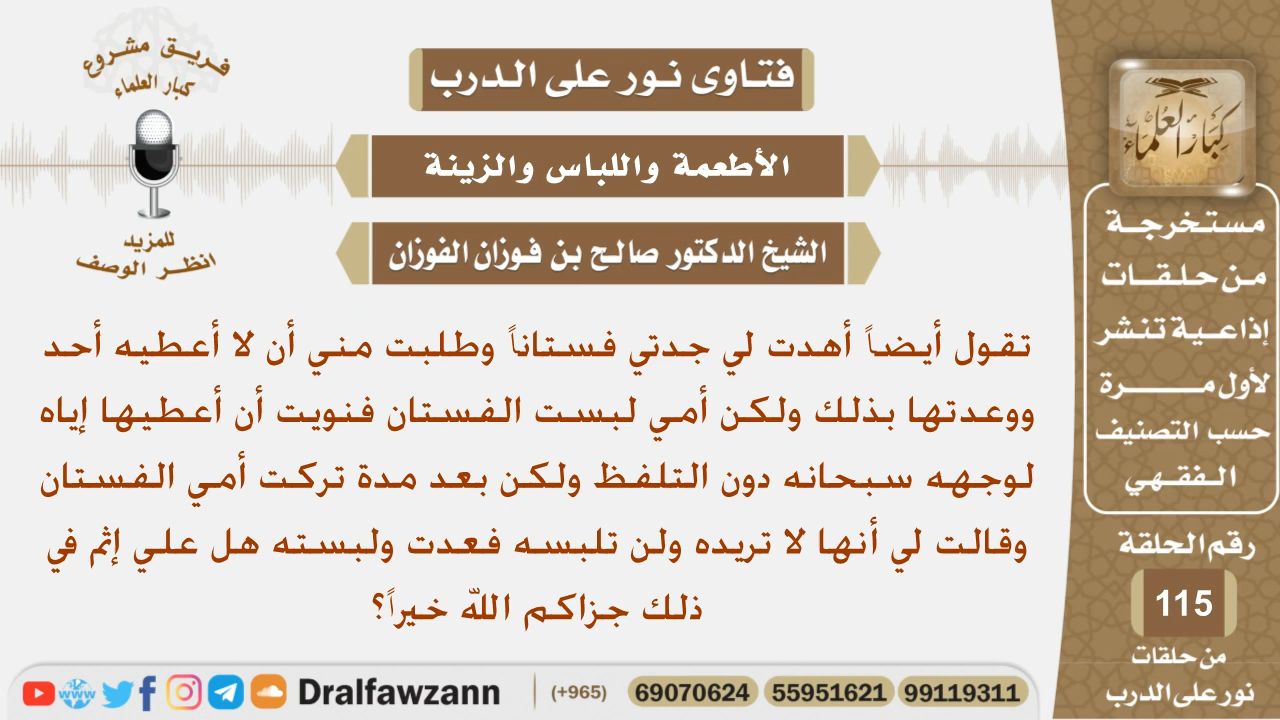 فريق مشروع
كبار العلماء
للمزيد
انظر الوصف
فتاوى نور على الدرب
الأطعمة واللباس والزينة
الشيخ الدكتور صالح بن فوزان الفوزان
تقول أيضاً أهدت لي جدتي فستاناً وطلبت مني أن لا أعطيه أحد
ووعدتها بذلك ولكن أمي لبست الفستان فنويت أن أعطيها إياه
لوجهه سبحانه دون التلفظ ولكن بعد مدة تركت أمي الفستان
وقالت لي أنها لا تريده ولن تلبسه فعدت ولبسته هل علي إثم في
ذلك جزاكم الله خيراً؟
كبار العلماء
مستخرجة
من حلقات
إذاعية تنشر
لأول مرة
حسب التصنيف
الفقهي
رقم الحلقة
115
من حلقات
نور على الدرب
www
Dralfawzann
(+965)
69070624
55951621
99119311